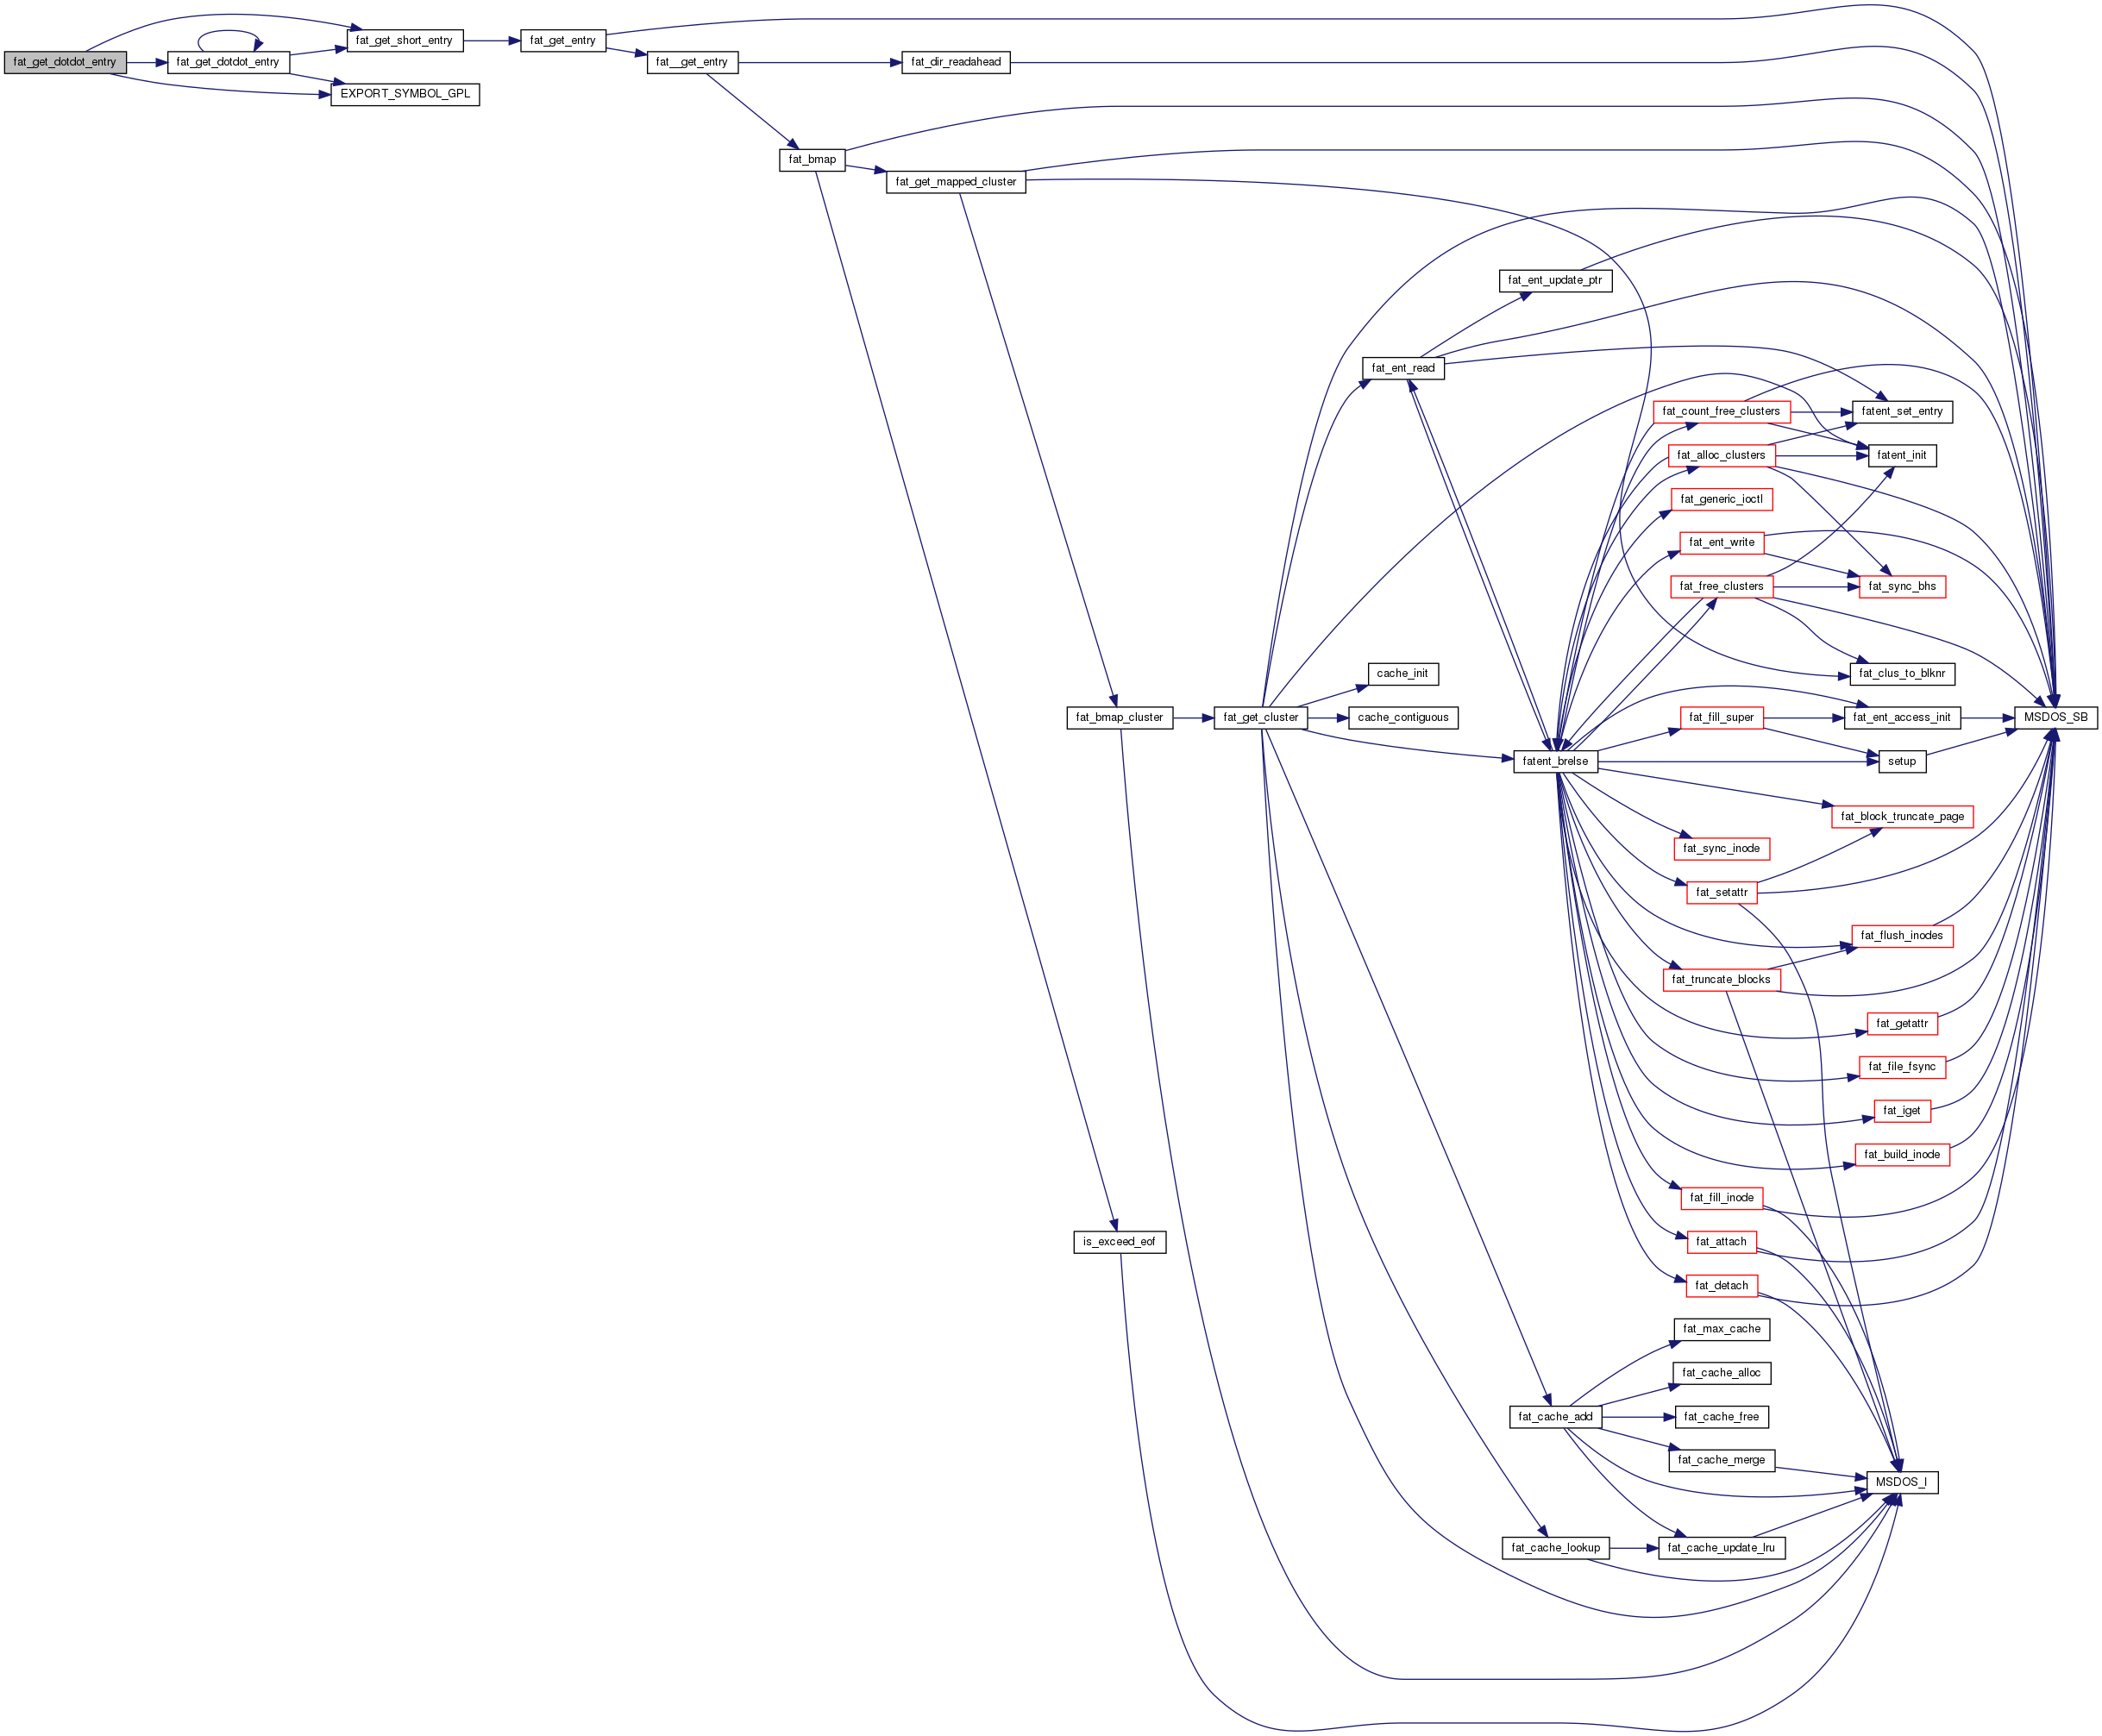 fat_get_dotdot_entry
fat_get_dotdot_entry
fat_get_short_entry
EXPORT_SYMBOL_GPL
fat_get_entry
fat__get_entry
fat_dir_readahead
fat_bmap
fat_get_mapped_cluster
fat_ent_update_ptr
fat_ent_read
fat_count_free_clusters
fatent_set_entry
fat_alloc_clusters
fatent_init
fat_generic_ioctl
fat_ent_write
fat_free_clusters
fat_sync_bhs
cache_init
fat_clus_to_blknr
fat_bmap_cluster
fat_get_cluster
cache_contiguous
fat_fill_super
fat_ent_access_init
MSDOS_SB
fatent_brelse
setup
fat_block_truncate_page
fat_sync_inode
fat_setattr
fat_flush_inodes
fat_truncate_blocks
fat_getattr
fat_file_fsync
fat_iget
fat_build_inode
fat_fill_inode
is_exceed_eof
fat_attach
fat_detach
fat_max_cache
fat_cache_alloc
fat_cache_add
fat_cache_free
fat_cache_merge
MSDOS_I
fat_cache_lookup
fat_cache_update_lru